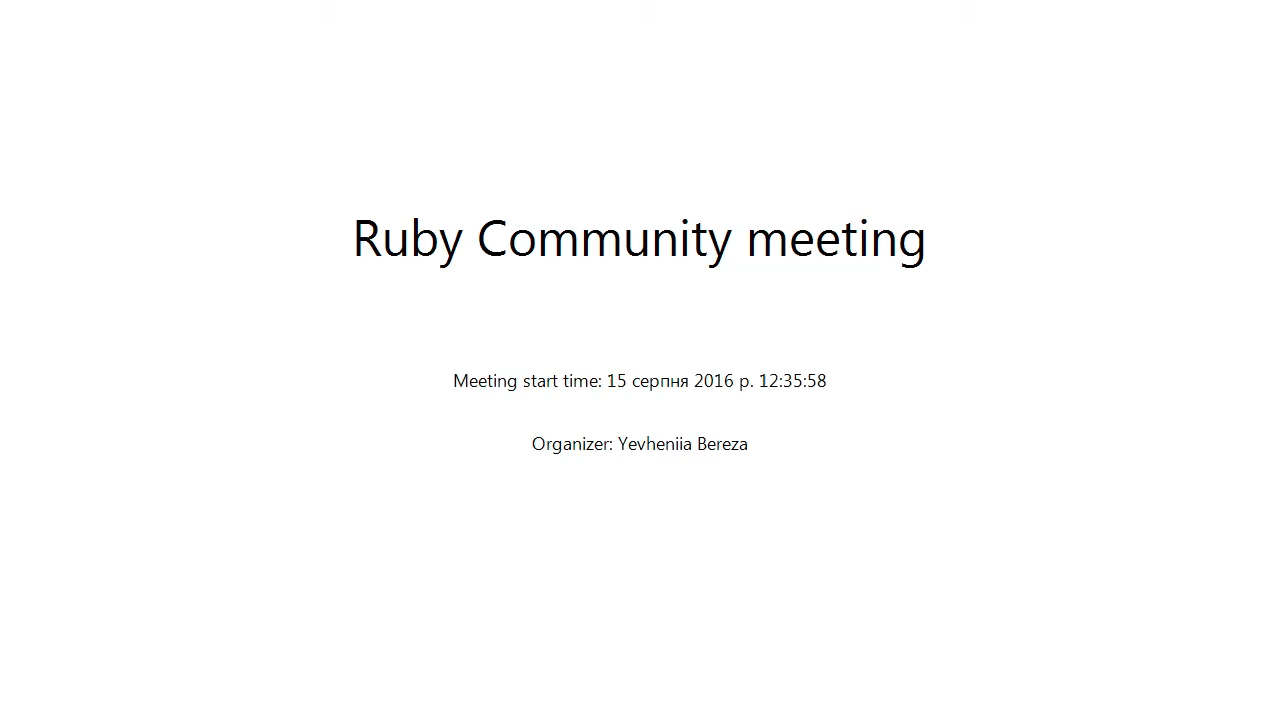 Ruby Community meeting
Meeting start time: 15 серпня 2016 р. 12:35:58
Organizer: Yevheniia Bereza